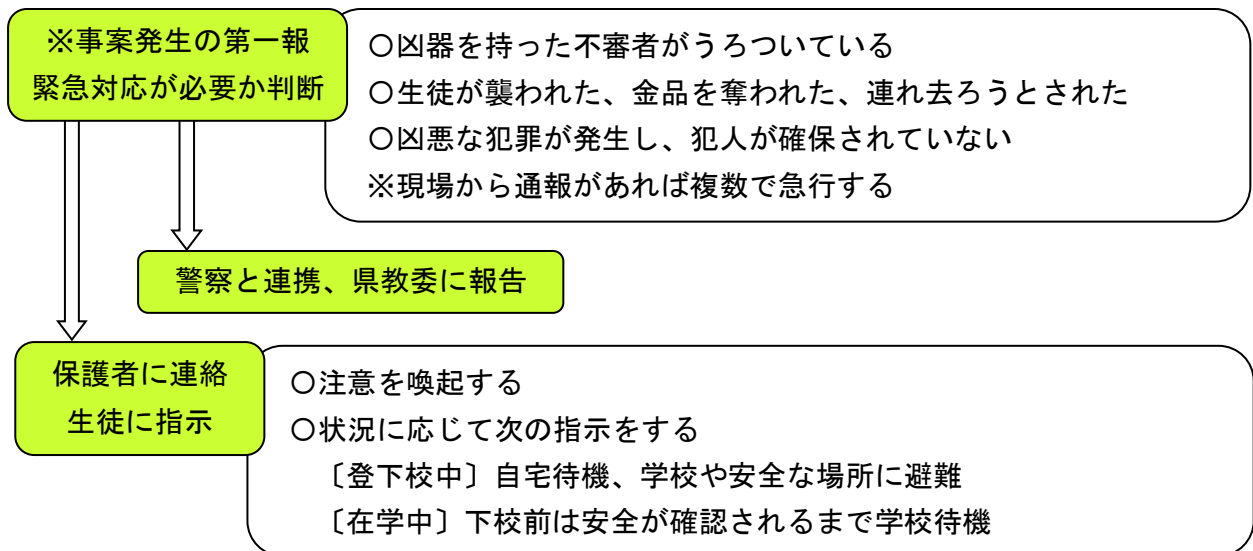 ※事案発生の第一報
緊急対応が必要か判断
〇凶器を持った不審者がうろついている
〇生徒が襲われた、金品を奪われた、連れ去ろうとされた
〇凶悪な犯罪が発生し、犯人が確保されていない
※現場から通報があれば複数で急行する
警察と連携、県教委に報告
保護者に連絡
生徒に指示
〇注意を喚起する
〇状況に応じて次の指示をする
〔登下校中〕自宅待機、学校や安全な場所に避難
〔在学中〕下校前は安全が確認されるまで学校待機